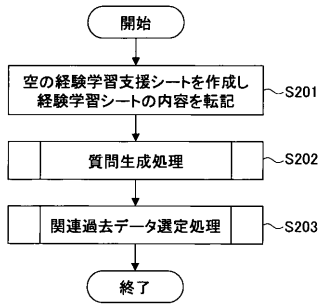 開始
空の経験学習支援シートを作成し
経験学習シートの内容を転記
S201
質問生成処理
S202
関連過去データ選定処理
S203
終了